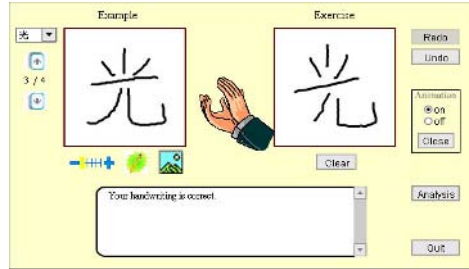 Example
Exercise
光
3 / 4
光
光
Redo
Undo
Animation
on
off
Close
Clear
Your handwriting is correct.
Analysis
Quit